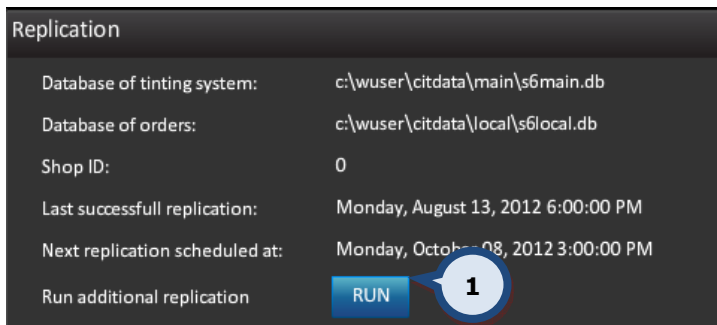 Replication
Database of tinting system: c:\wuser\citdata\main\s6main.db
Database of orders: c:\wuser\citdata\local\s6local.db
Shop ID: 0
Last successfull replication: Monday, August 13, 2012 6:00:00 PM
Next replication scheduled at: Monday, October 08, 2012 3:00:00 PM
Run additional replication RUN 1